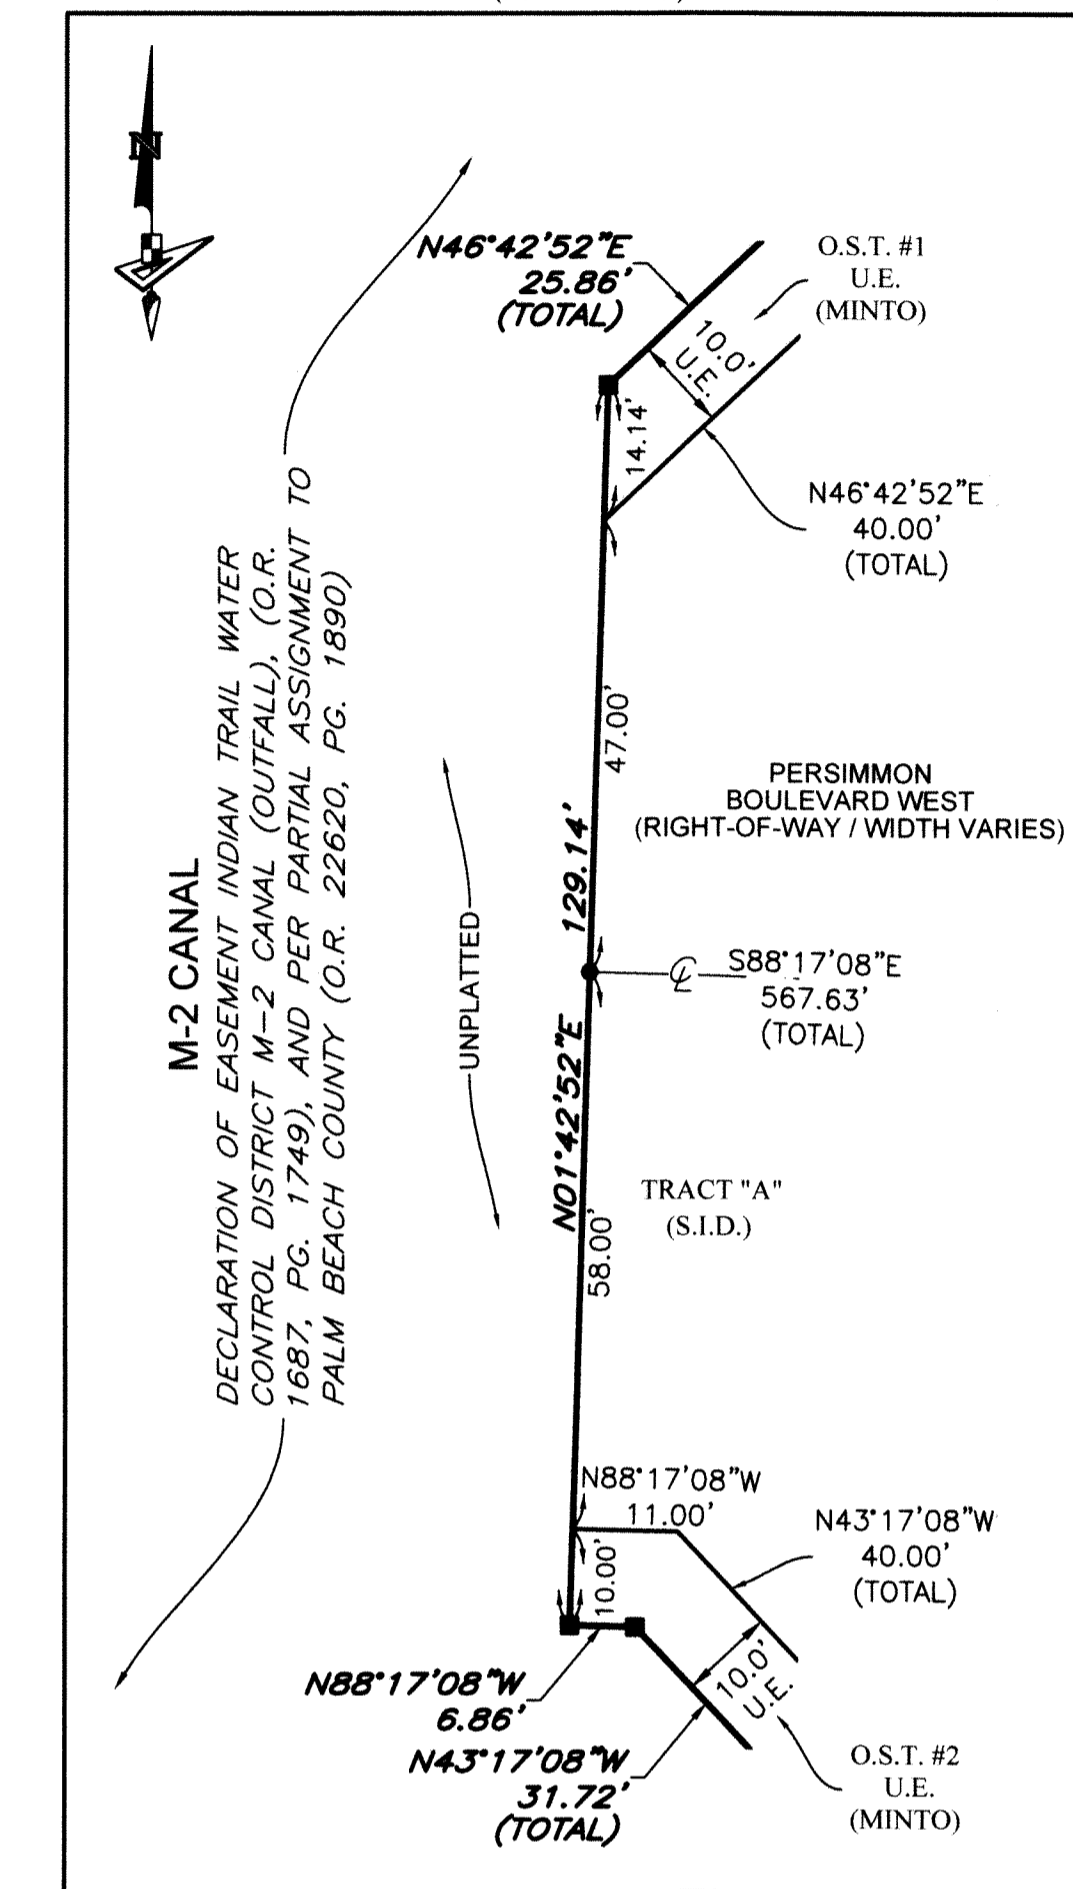 N
N46°42'52"E
25.86'
(TOTAL)
O.S.T. #1
U.E.
(MINTO)
10.0'
U.E.
14.14'
N46°42'52"E
40.00'
(TOTAL)
47.00'
PERSIMMON
BOULEVARD WEST
(RIGHT-OF-WAY / WIDTH VARIES)
M-2 CANAL
DECLARATION OF EASEMENT INDIAN TRAIL WATER
CONTROL DISTRICT M-2 CANAL (OUTFALL), (O.R.
1687, PG. 1749), AND PER PARTIAL ASSIGNMENT TO
PALM BEACH COUNTY (O.R. 22620, PG. 1890)
UNPLATTED
N01°42'52"E 129.14'
℄
S88°17'08"E
567.63'
(TOTAL)
TRACT "A"
(S.I.D.)
58.00'
N88°17'08"W
11.00'
N43°17'08"W
40.00'
(TOTAL)
10.00'
10.0'
U.E.
N88°17'08"W
6.86'
N43°17'08"W
31.72'
(TOTAL)
O.S.T. #2
U.E.
(MINTO)